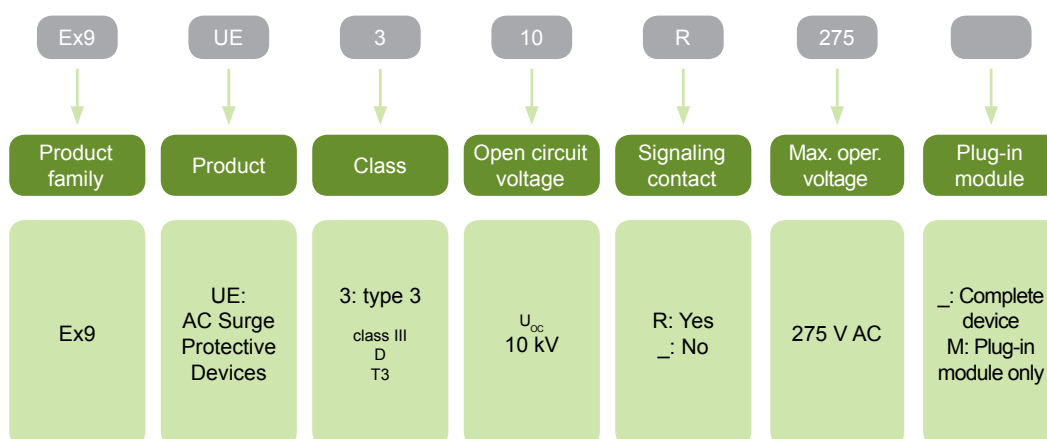 Ex9
UE
3
10
R
275
Product
family
Product
Class
Open circuit
voltage
Signaling
contact
Max. oper.
voltage
Plug-in
module
Ex9
UE:
AC Surge
Protective
Devices
3: type 3
class III
D
T3
U_OC
10 kV
R: Yes
_: No
275 V AC
_: Complete
device
M: Plug-in
module only